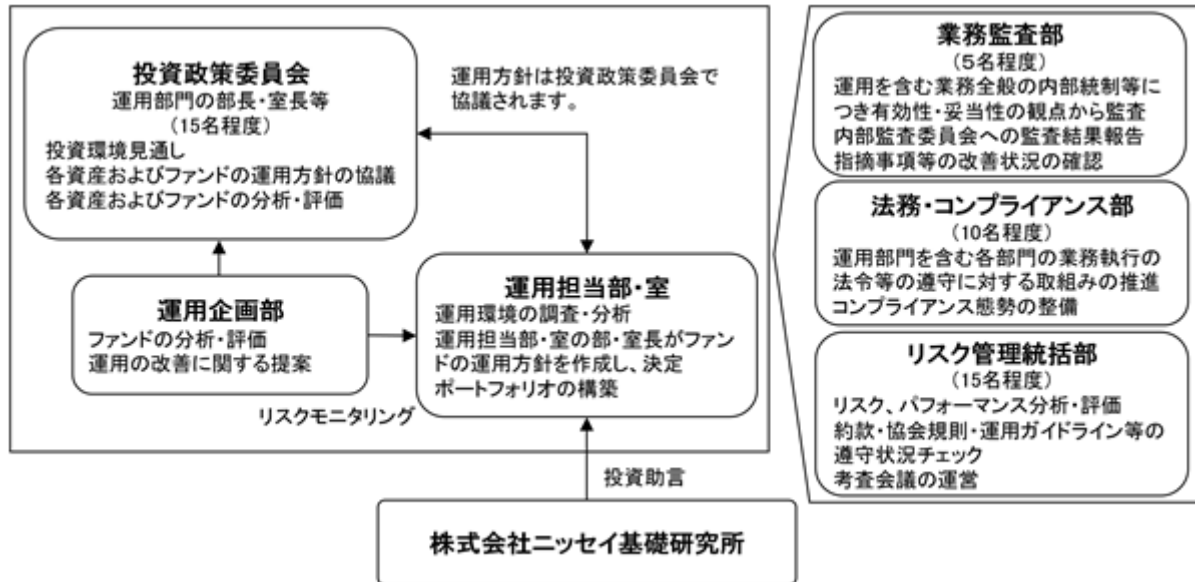 投資政策委員会
運用部門の部長・室長等
(15名程度)
投資環境見通し
各資産およびファンドの運用方針の協議
各資産およびファンドの分析・評価
運用方針は投資政策委員会で
協議されます。
運用企画部
ファンドの分析・評価
運用の改善に関する提案
運用担当部・室
運用環境の調査・分析
運用担当部・室の部・室長がファン
ドの運用方針を作成し、決定
ポートフォリオの構築
リスクモニタリング
投資助言
株式会社ニッセイ基礎研究所
業務監査部
(5名程度)
運用を含む業務全般の内部統制等に
つき有効性・妥当性の観点から監査
内部監査委員会への監査結果報告
指摘事項等の改善状況の確認
法務・コンプライアンス部
(10名程度)
運用部門を含む各部門の業務執行の
法令等の遵守に対する取組みの推進
コンプライアンス態勢の整備
リスク管理統括部
(15名程度)
リスク、パフォーマンス分析・評価
約款・協会規則・運用ガイドライン等の
遵守状況チェック
考査会議の運営